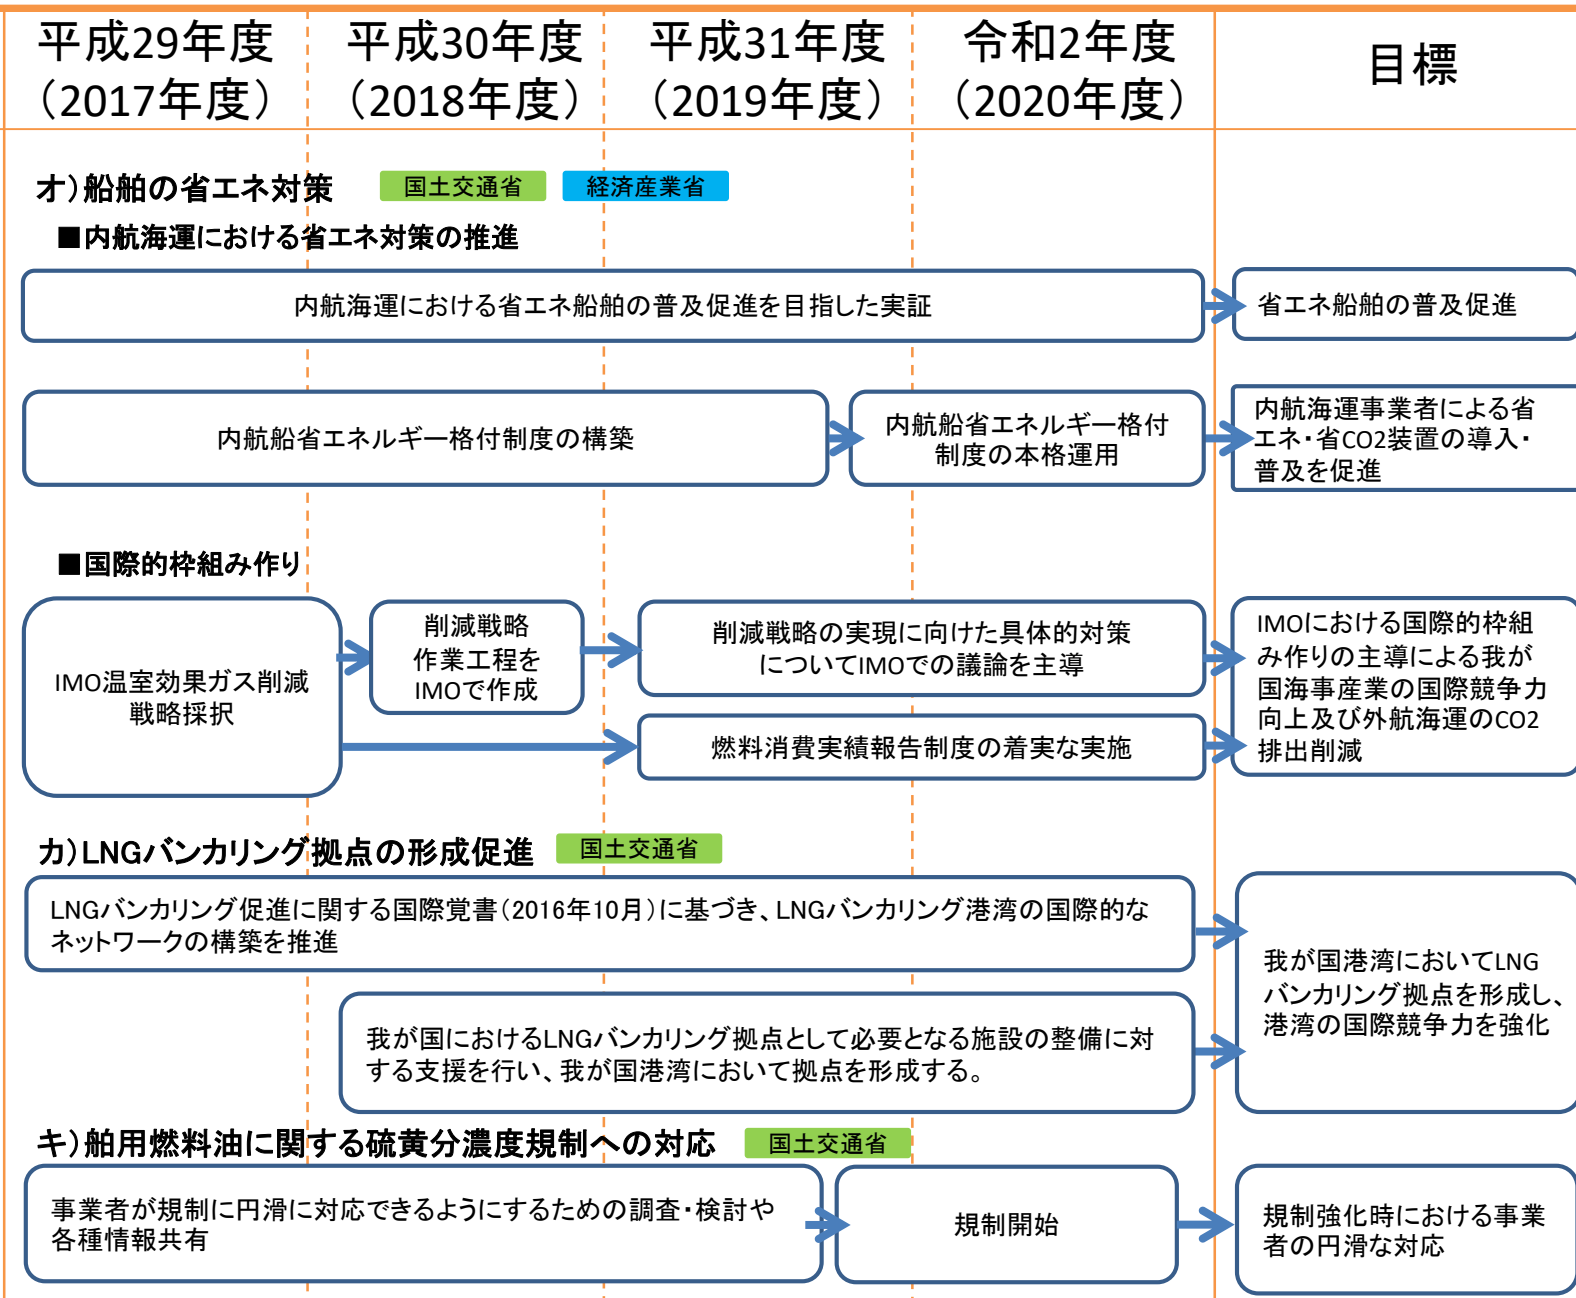 平成29年度
（2017年度）
平成30年度
（2018年度）
平成31年度
（2019年度）
令和2年度
（2020年度）
目標
オ）船舶の省エネ対策
国土交通省
経済産業省
■内航海運における省エネ対策の推進
内航海運における省エネ船舶の普及促進を目指した実証
省エネ船舶の普及促進
内航船省エネルギー格付制度の構築
内航船省エネルギー格付
制度の本格運用
内航海運事業者による省
エネ・省CO2装置の導入・
普及を促進
■国際的枠組み作り
IMO温室効果ガス削減
戦略採択
削減戦略
作業工程を
IMOで作成
削減戦略の実現に向けた具体的対策
についてIMOでの議論を主導
燃料消費実績報告制度の着実な実施
IMOにおける国際的枠組
み作りの主導による我が
国海事産業の国際競争力
向上及び外航海運のCO2
排出削減
カ）LNGバンカリング拠点の形成促進
国土交通省
LNGバンカリング促進に関する国際覚書（2016年10月）に基づき、LNGバンカリング港湾の国際的な
ネットワークの構築を推進
我が国におけるLNGバンカリング拠点として必要となる施設の整備に対
する支援を行い、我が国港湾において拠点を形成する。
我が国港湾においてLNG
バンカリング拠点を形成し、
港湾の国際競争力を強化
キ）舶用燃料油に関する硫黄分濃度規制への対応
国土交通省
事業者が規制に円滑に対応できるようにするための調査・検討や
各種情報共有
規制開始
規制強化時における事業
者の円滑な対応